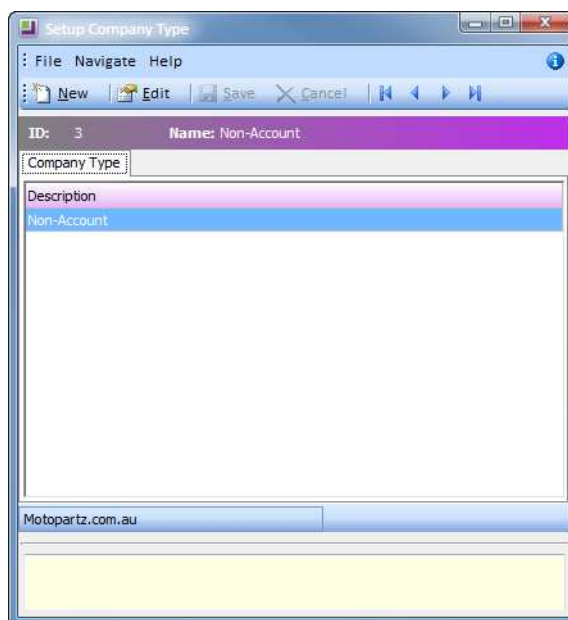 Setup Company Type
File Navigate Help
New Edit Save Cancel
ID: 3 Name: Non-Account
Company Type
Description
Non-Account
Motopartz.com.au